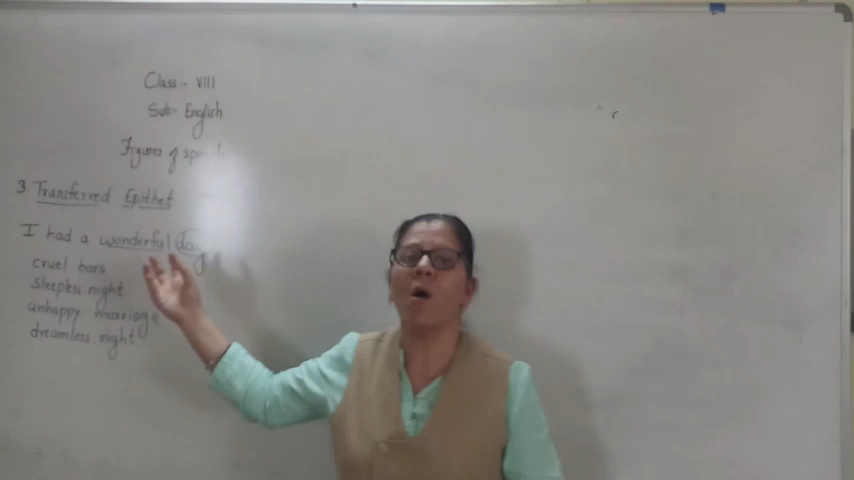 Class:- VIII
Sub:- English
Figures of
3 Transferred Epithet
I had a wonderful day
cruel bars
sleepless night
unhappy marriage
dreamless night